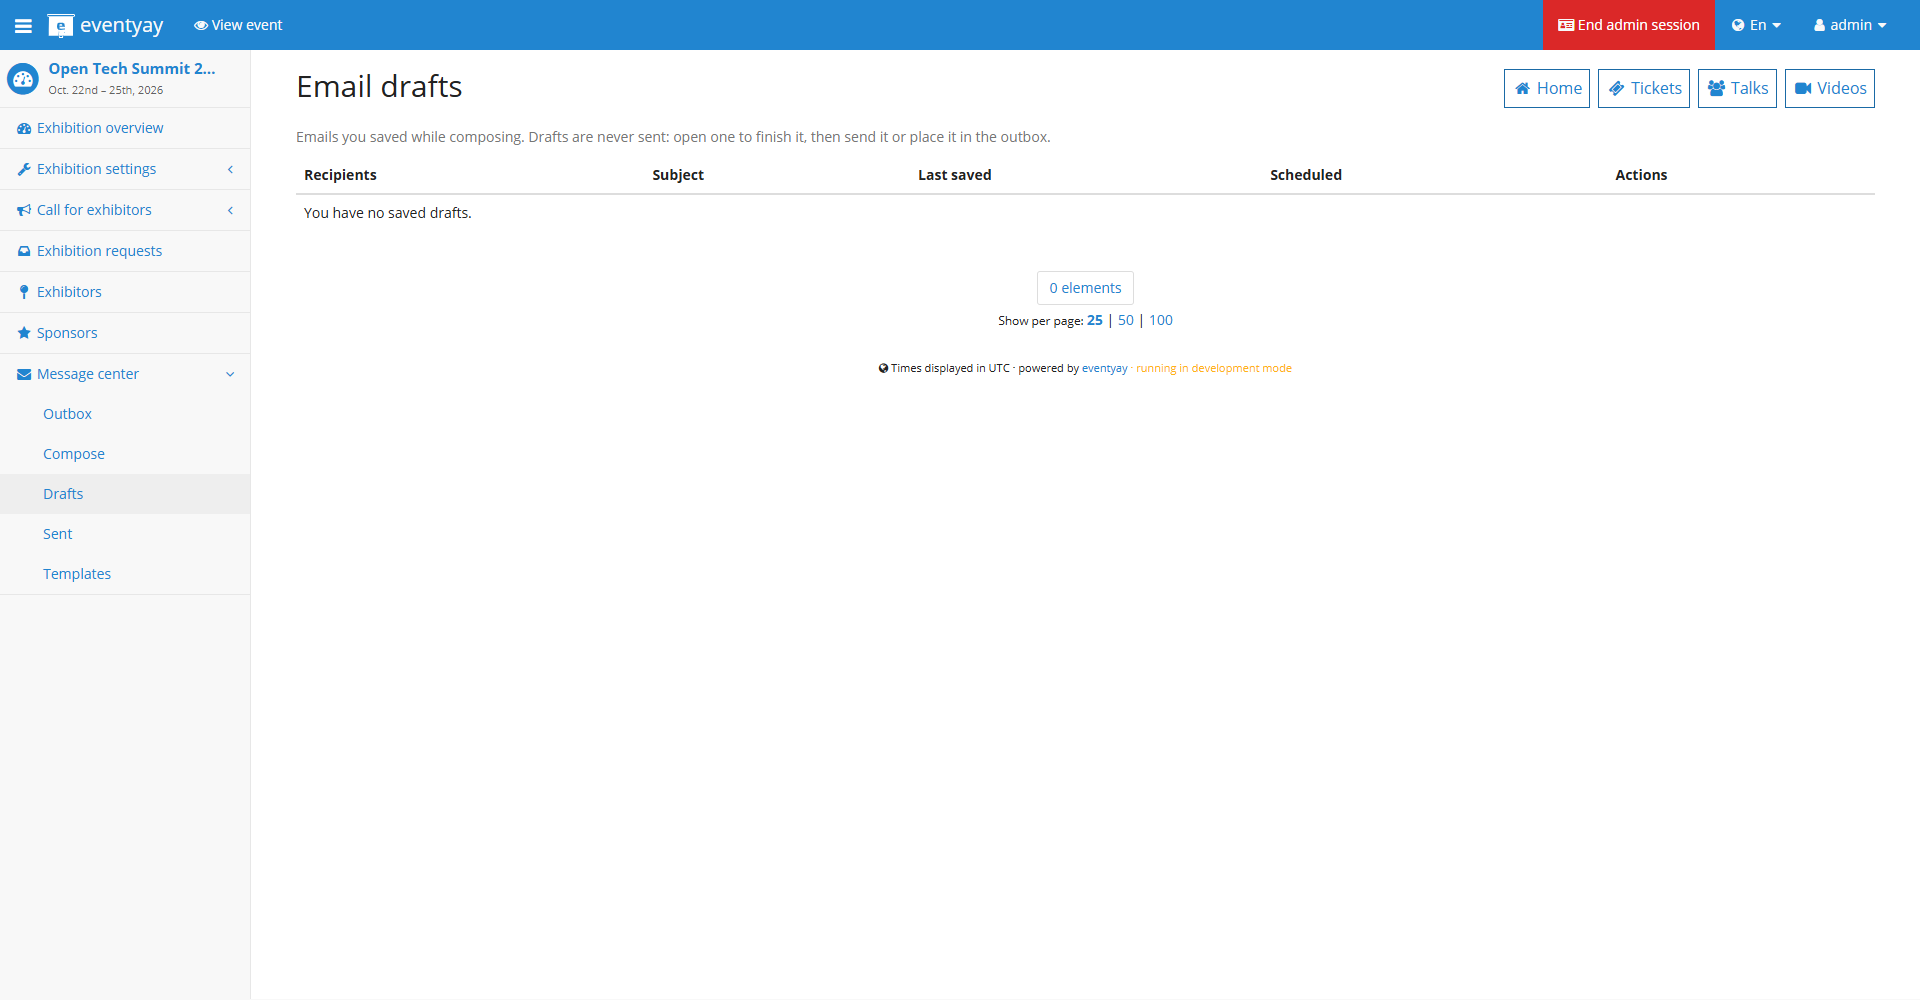 eventyay
View event
End admin session
En
admin
Open Tech Summit 2...
Oct. 22nd – 25th, 2026
Exhibition overview
Exhibition settings
Call for exhibitors
Exhibition requests
Exhibitors
Sponsors
Message center
Outbox
Compose
Drafts
Sent
Templates
Email drafts
Home
Tickets
Talks
Videos
Emails you saved while composing. Drafts are never sent: open one to finish it, then send it or place it in the outbox.
Recipients Subject Last saved Scheduled Actions
You have no saved drafts.
0 elements
Show per page: 25 | 50 | 100
Times displayed in UTC · powered by eventyay · running in development mode